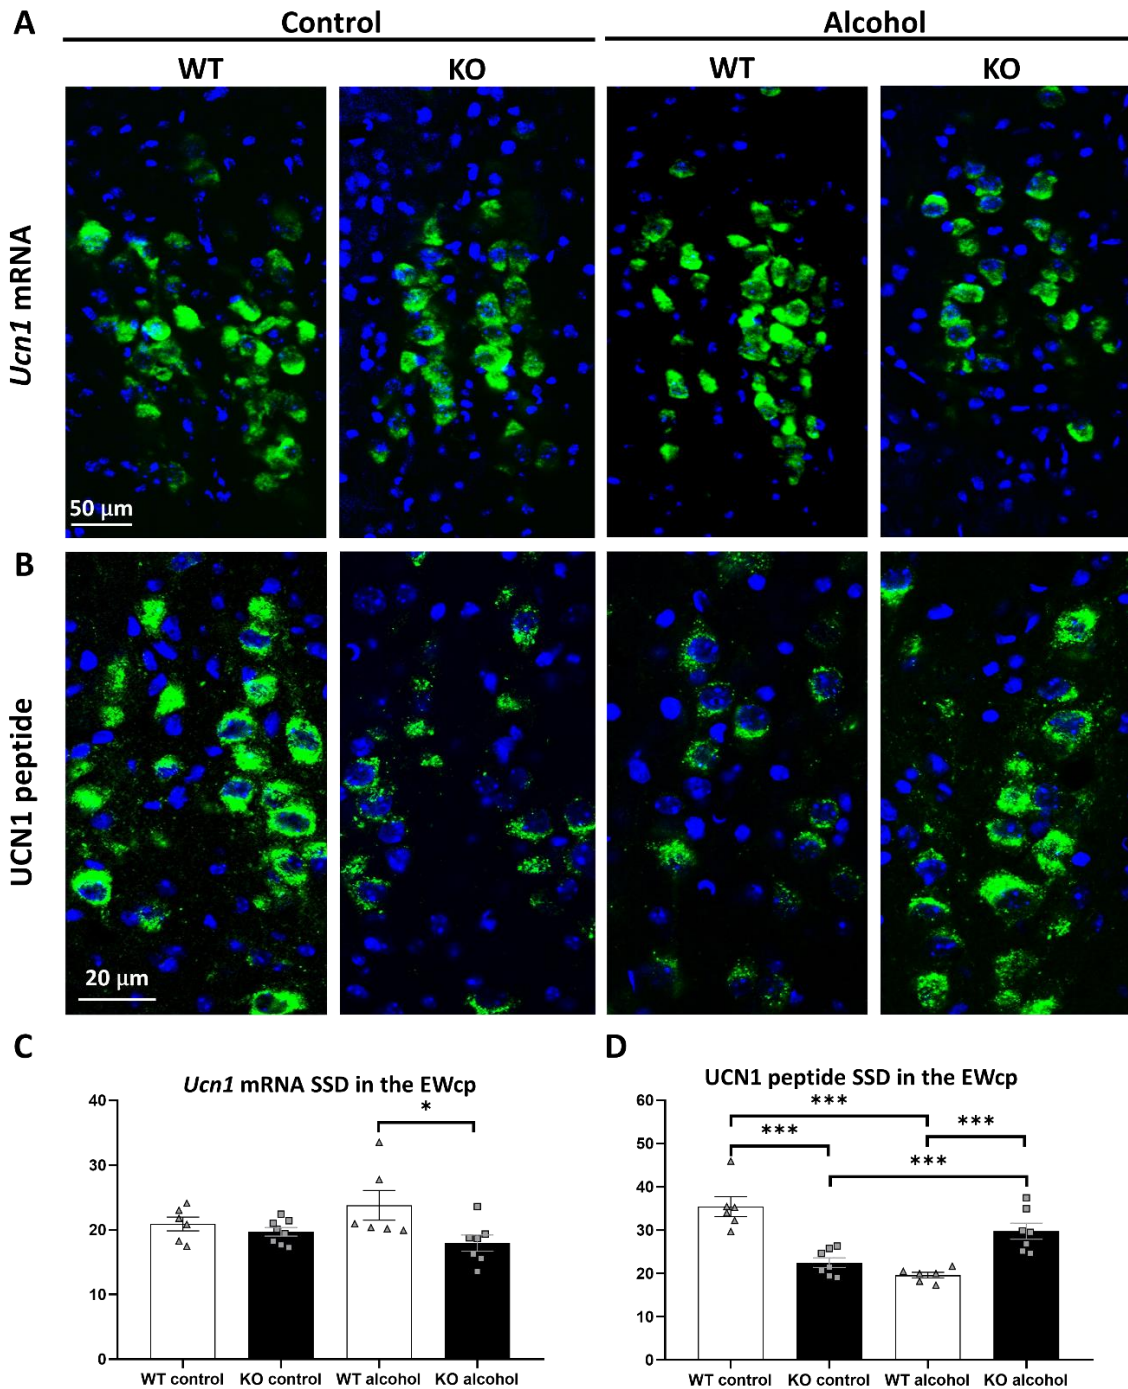 A
Control
Alcohol
WT
KO
WT
KO
Ucn1 mRNA
50 μm
B
UCN1 peptide
20 μm
C
Ucn1 mRNA SSD in the EWcp
40
30
20
10
0
*
WT control
KO control
WT alcohol
KO alcohol
D
UCN1 peptide SSD in the EWcp
60
50
40
30
20
10
0
***
***
***
***
WT control
KO control
WT alcohol
KO alcohol